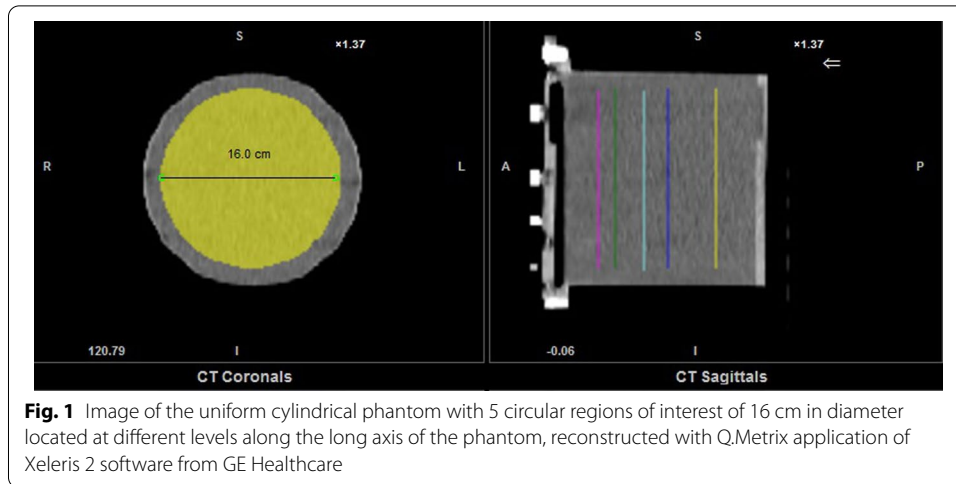 S
×1.37
16.0 cm
R
L
120.79
I
CT Coronals
S
×1.37
⇐
A
P
-0.06
I
CT Sagittals
Fig. 1 Image of the uniform cylindrical phantom with 5 circular regions of interest of 16 cm in diameter
located at different levels along the long axis of the phantom, reconstructed with Q.Metrix application of
Xeleris 2 software from GE Healthcare